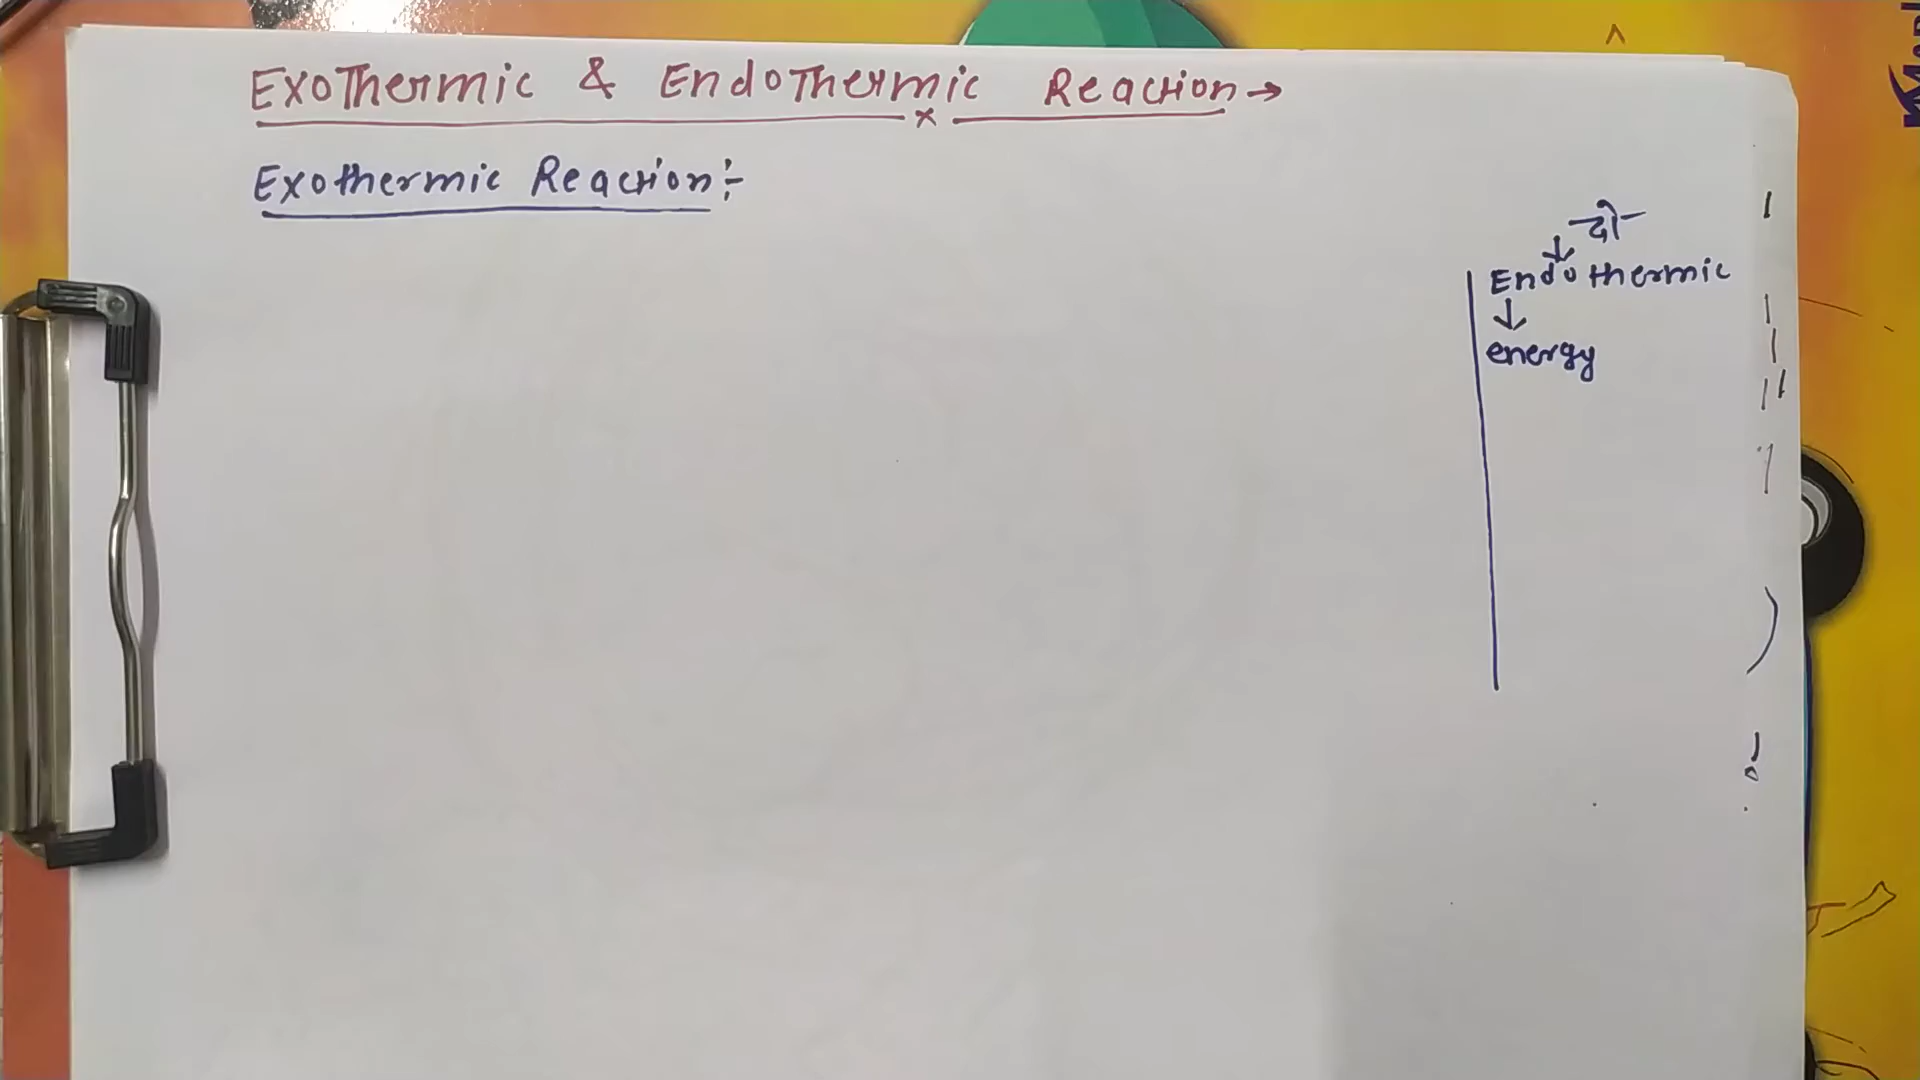 Exothermic & Endothermic Reaction→
Exothermic Reaction:-
दो
Endothermic
energy